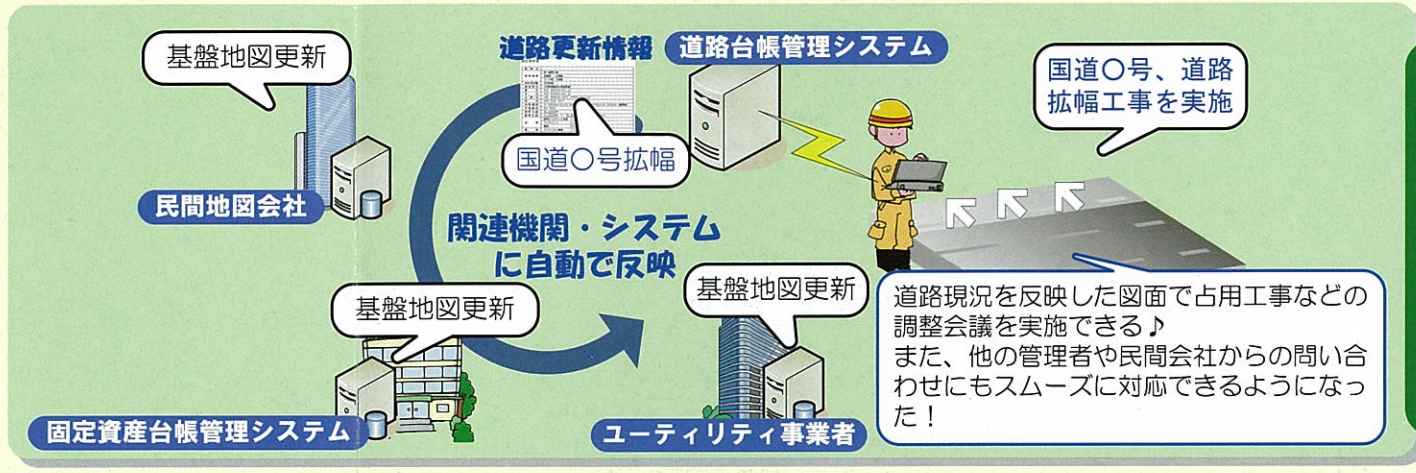 基盤地図更新
道路更新情報
道路台帳管理システム
国道〇号、道路
拡幅工事を実施
国道〇号拡幅
民間地図会社
関連機関・システム
に自動で反映
基盤地図更新
基盤地図更新
道路現況を反映した図面で占用工事などの
調整会議を実施できる♪
また、他の管理者や民間会社からの問い合
わせにもスムーズに対応できるようになっ
た！
固定資産台帳管理システム
ユーティリティ事業者